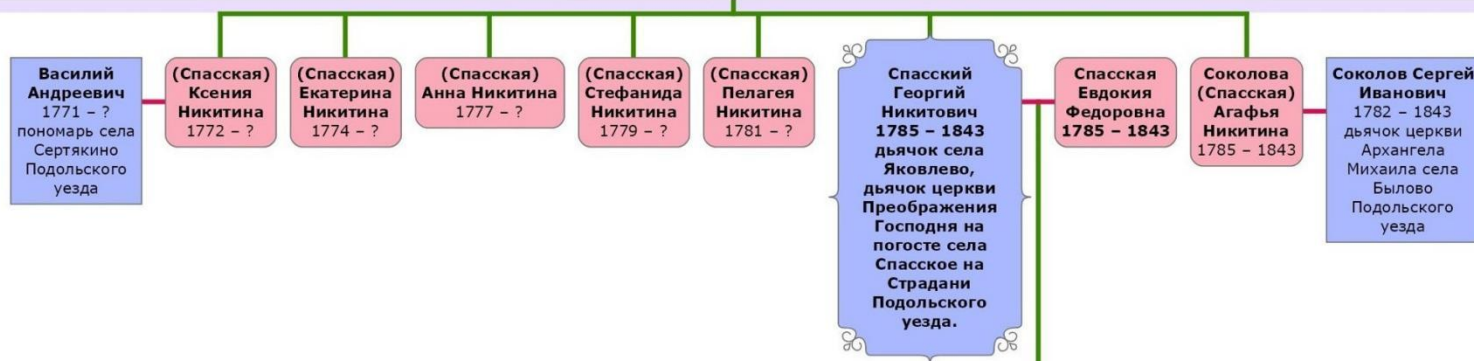 Василий
Андреевич
1771 – ?
пономарь села
Сертякино
Подольского
уезда
(Спасская)
Ксения
Никитина
1772 – ?
(Спасская)
Екатерина
Никитина
1774 – ?
(Спасская)
Анна Никитина
1777 – ?
(Спасская)
Стефанида
Никитина
1779 – ?
(Спасская)
Пелагея
Никитина
1781 – ?
Спасский
Георгий
Никитович
1785 – 1843
дьячок села
Яковлево,
дьячок церкви
Преображения
Господня на
погосте села
Спасское на
Страдани
Подольского
уезда.
Спасская
Евдокия
Федоровна
1785 – 1843
Соколова
(Спасская)
Агафья
Никитина
1785 – 1843
Соколов Сергей
Иванович
1782 – 1843
дьячок церкви
Архангела
Михаила села
Былово
Подольского
уезда